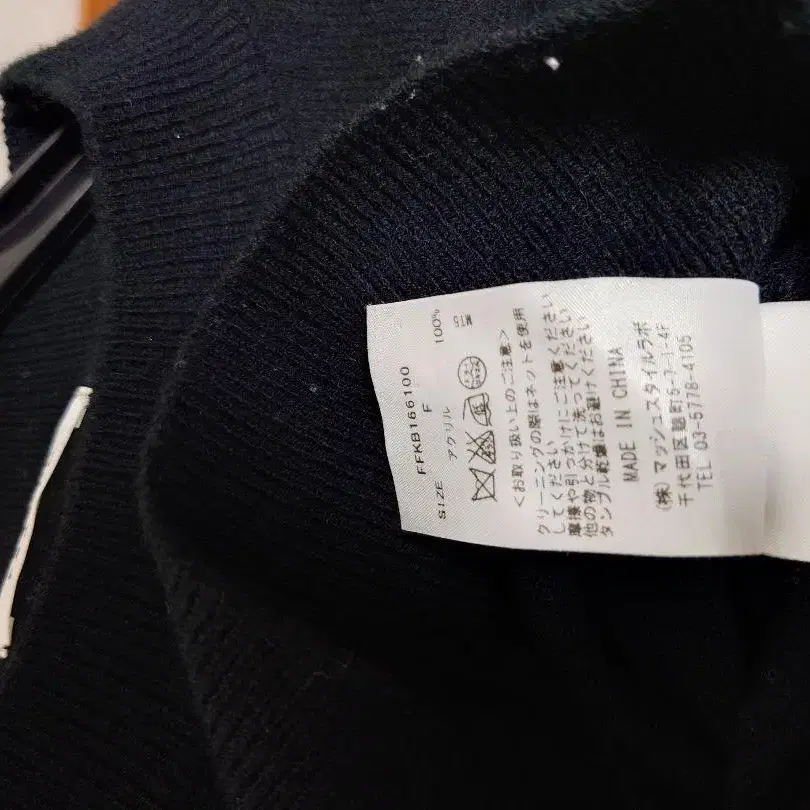 FFKB166100
SIZE F
アクリル 100%
MTS
<お取り扱い上のご注意>
クリーニングの際はネットを使用
してください
摩擦や引っかけにご注意ください
他の物と分けて洗ってください
タンブル乾燥はお避けください
MADE IN CHINA
(株)マッシュスタイルラボ
千代田区麹町5-7-1-4F
TEL 03-5778-4105